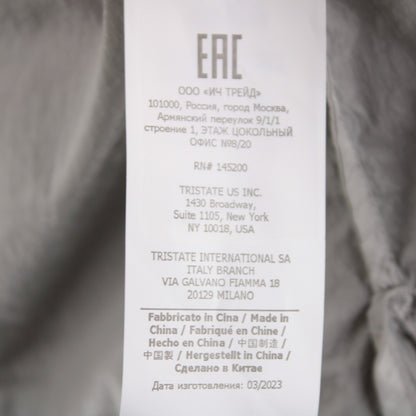 EAC
ООО «ИЧ ТРЕЙД»
101000, Россия, город Москва,
Армянский переулок 9/1/1
строение 1, ЭТАЖ ЦОКОЛЬНЫЙ
ОФИС №8/20
RN# 145200
TRISTATE US INC.
1430 Broadway,
Suite 1105, New York
NY 10018, USA
TRISTATE INTERNATIONAL SA
ITALY BRANCH
VIA GALVANO FIAMMA 18
20129 MILANO
Fabbricato in Cina / Made in
China / Fabriqué en Chine /
Hecho en China / 中国制造 /
中国製 / Hergestellt in China /
Сделано в Китае
Дата изготовления: 03/2023